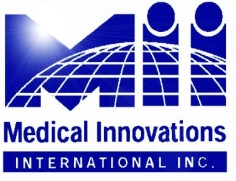 Mii
Medical Innovations
INTERNATIONAL INC.